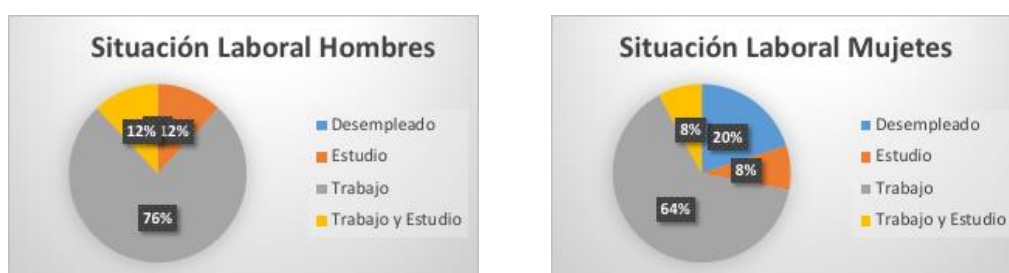 Situación Laboral Hombres
12%
12%
76%
Desempleado
Estudio
Trabajo
Trabajo y Estudio
Situación Laboral Mujetes
8%
20%
8%
64%
Desempleado
Estudio
Trabajo
Trabajo y Estudio